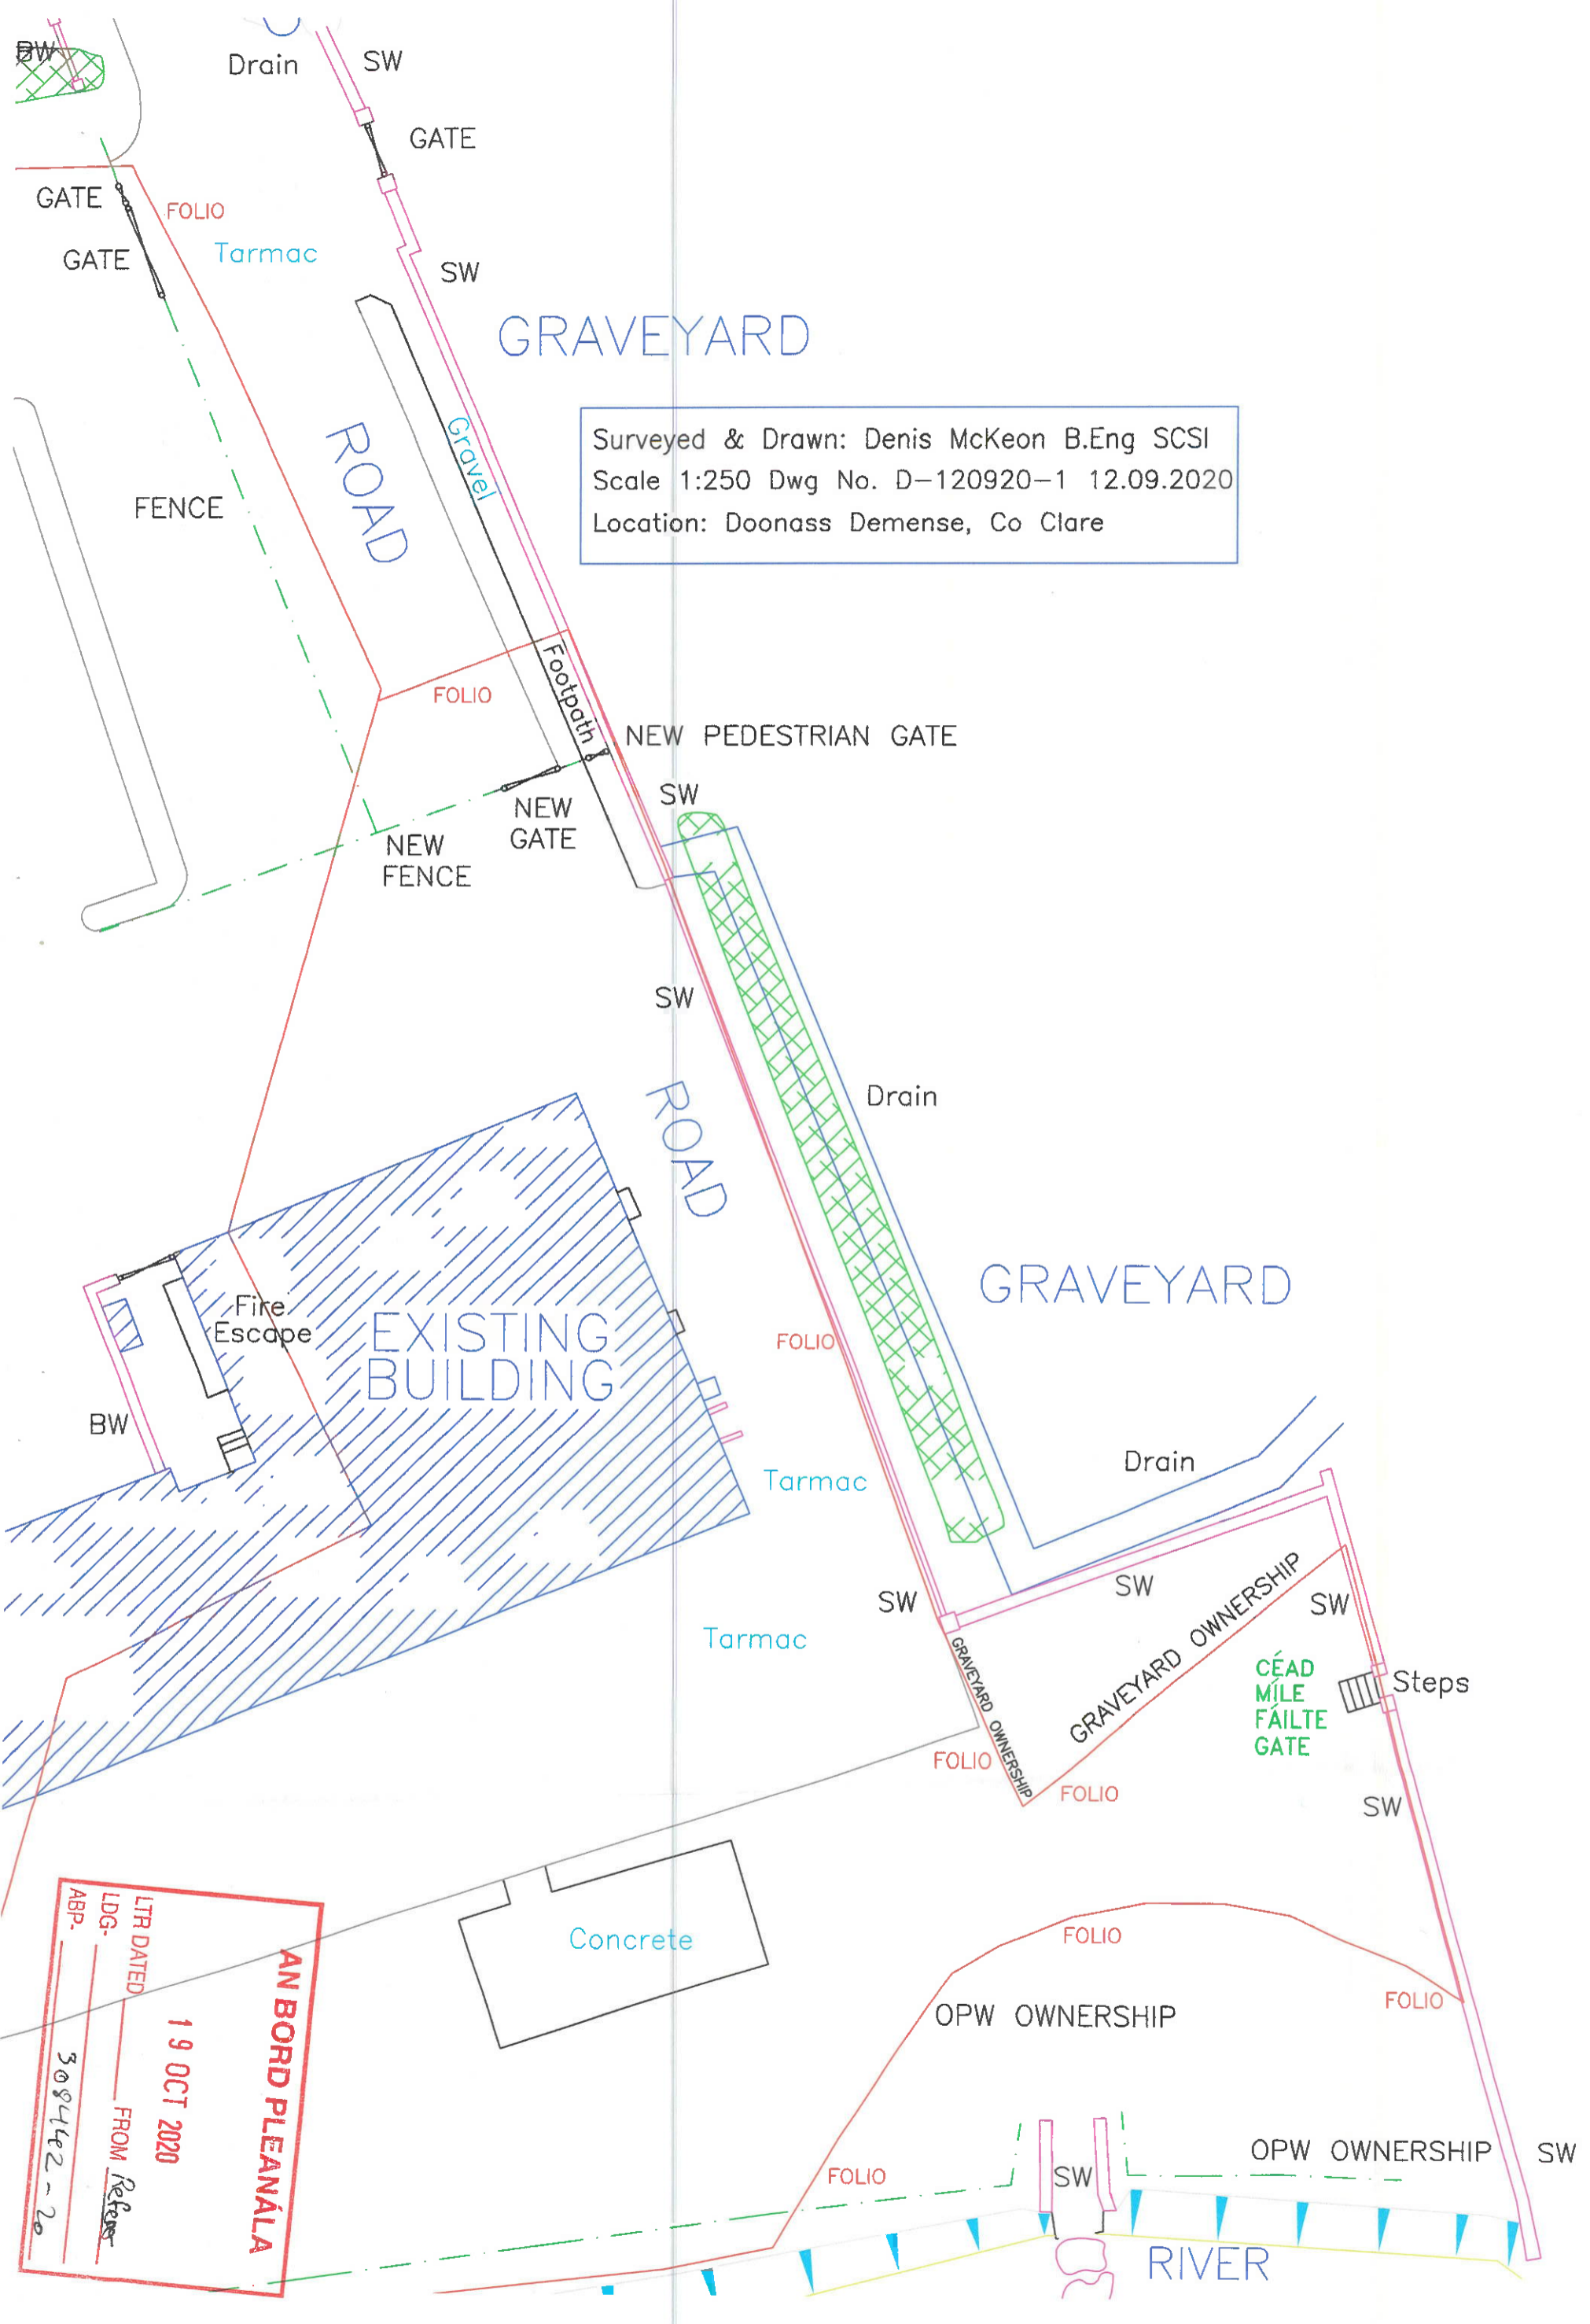 BW
Drain
SW
GATE
GATE
FOLIO
GATE
Tarmac
SW
GRAVEYARD
Gravel
ROAD
FENCE
Surveyed & Drawn: Denis McKeon B.Eng SCSI
Scale 1:250 Dwg No. D-120920-1 12.09.2020
Location: Doonass Demense, Co Clare
Footpath
FOLIO
NEW PEDESTRIAN GATE
SW
NEW
GATE
NEW
FENCE
SW
ROAD
Drain
GRAVEYARD
Fire
Escape
EXISTING
BUILDING
FOLIO
BW
Tarmac
Drain
SW
SW
SW
Tarmac
GRAVEYARD OWNERSHIP
GRAVEYARD OWNERSHIP
CÉAD
MÍLE
FÁILTE
GATE
Steps
FOLIO
FOLIO
SW
Concrete
FOLIO
FOLIO
OPW OWNERSHIP
OPW OWNERSHIP
SW
FOLIO
SW
RIVER
AN BORD PLEANÁLA
19 OCT 2020
LTR DATED FROM
LDG-
ABP- 308442-20